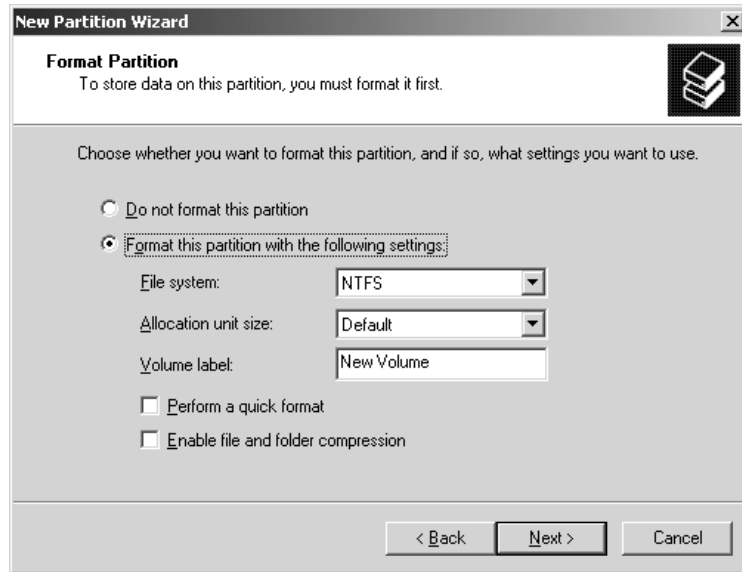 New Partition Wizard
Format Partition
To store data on this partition, you must format it first.
Choose whether you want to format this partition, and if so, what settings you want to use.
Do not format this partition
Format this partition with the following settings:
File system:
NTFS
Allocation unit size:
Default
Volume label:
New Volume
Perform a quick format
Enable file and folder compression
< Back
Next >
Cancel